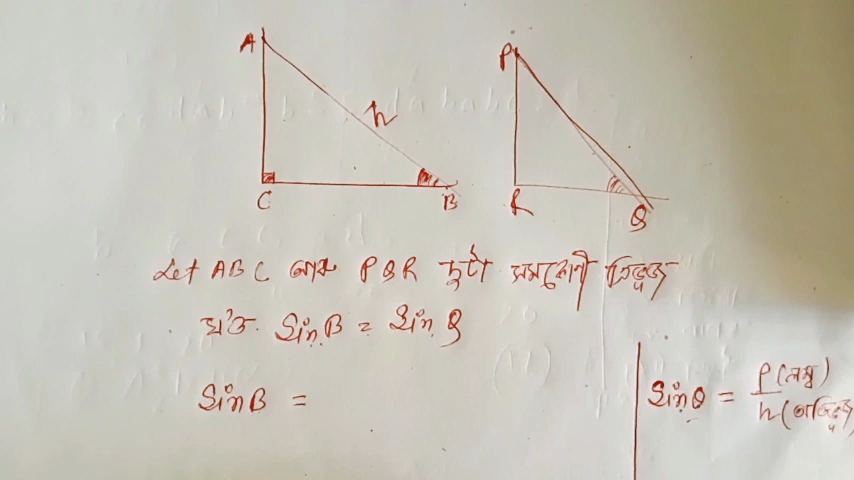 A
h
C
B
P
R
Q
Let ABC আৰু PQR দুটা সমকোণী ত্ৰিভুজ
য'ত sin B = sin Q
sin B =
sin θ = P (লম্ব) / h (অতিভুজ)